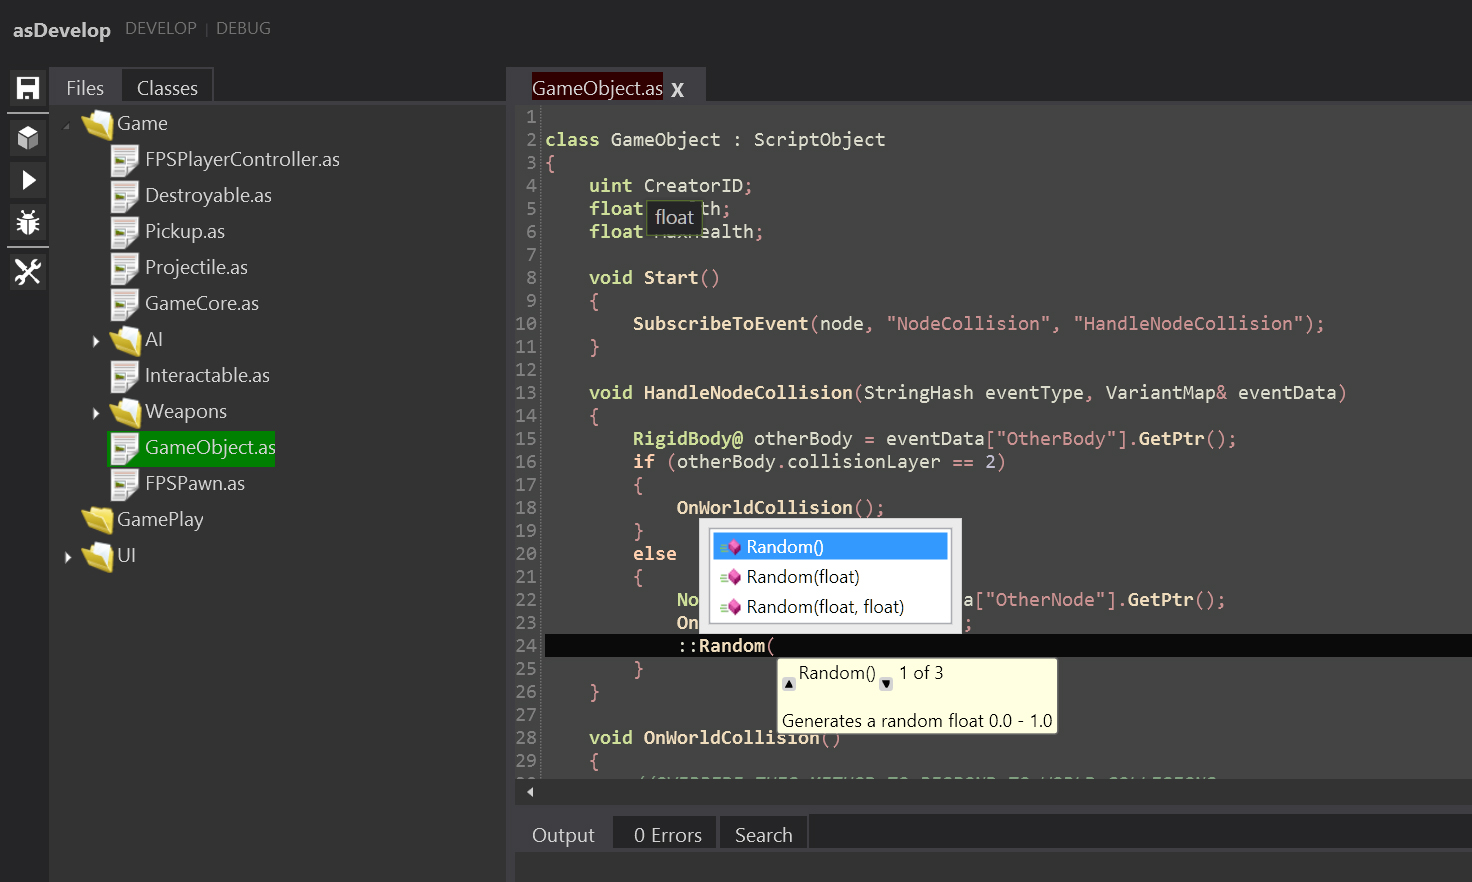 asDevelop DEVELOP | DEBUG
Files Classes
Game
FPSPlayerController.as
Destroyable.as
Pickup.as
Projectile.as
GameCore.as
AI
Interactable.as
Weapons
GameObject.as
FPSPawn.as
GamePlay
UI
GameObject.as X
1
2 class GameObject : ScriptObject
3 {
4 uint CreatorID;
5 float th;
float
6 float MaxHealth;
7
8 void Start()
9 {
10 SubscribeToEvent(node, "NodeCollision", "HandleNodeCollision");
11 }
12
13 void HandleNodeCollision(StringHash eventType, VariantMap& eventData)
14 {
15 RigidBody@ otherBody = eventData["OtherBody"].GetPtr();
16 if (otherBody.collisionLayer == 2)
17 {
18 OnWorldCollision();
19 }
20 else
21 {
22 No a["OtherNode"].GetPtr();
23 On ;
24 ::Random(
25 }
26 }
27
28 void OnWorldCollision()
29 {
Random()
Random(float)
Random(float, float)
Random() 1 of 3
Generates a random float 0.0 - 1.0
Output 0 Errors Search